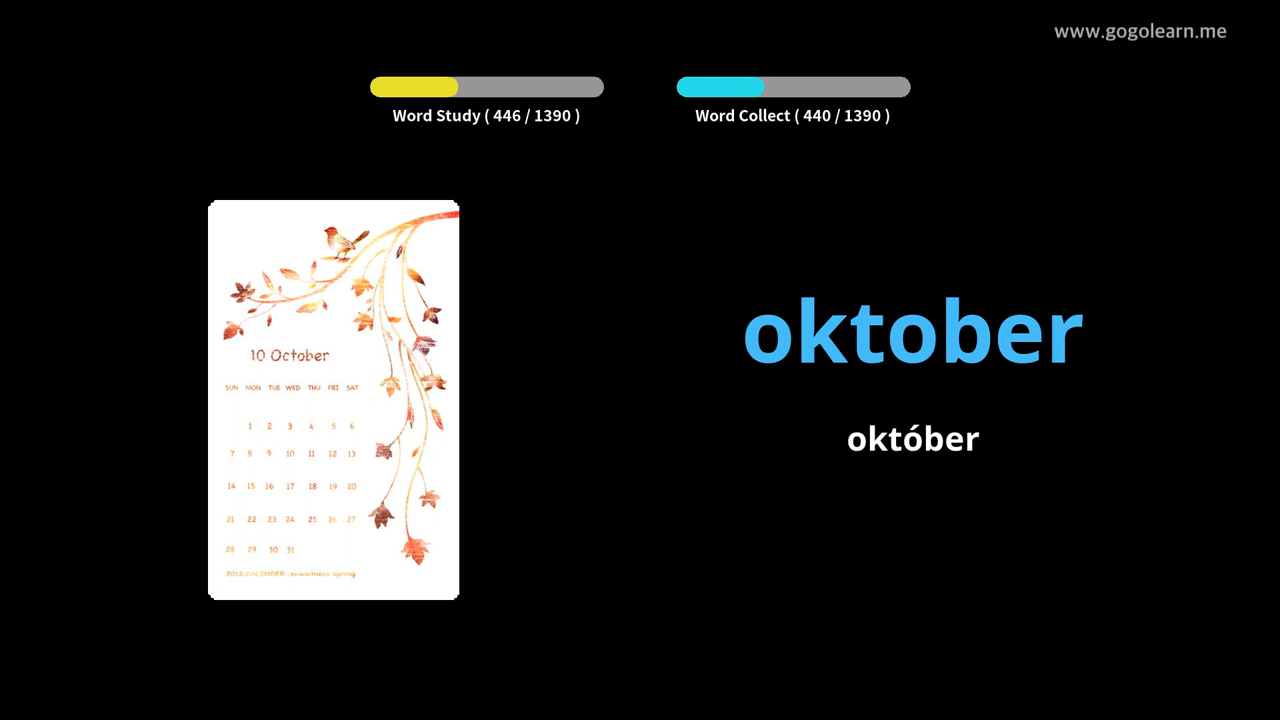 www.gogolearn.me
Word Study ( 446 / 1390 )
Word Collect ( 440 / 1390 )
10 October
SUN MON TUE WED THU FRI SAT
1 2 3 4 5 6
7 8 9 10 11 12 13
14 15 16 17 18 19 20
21 22 23 24 25 26 27
28 29 30 31
2012.CALENDER
spring
oktober
október